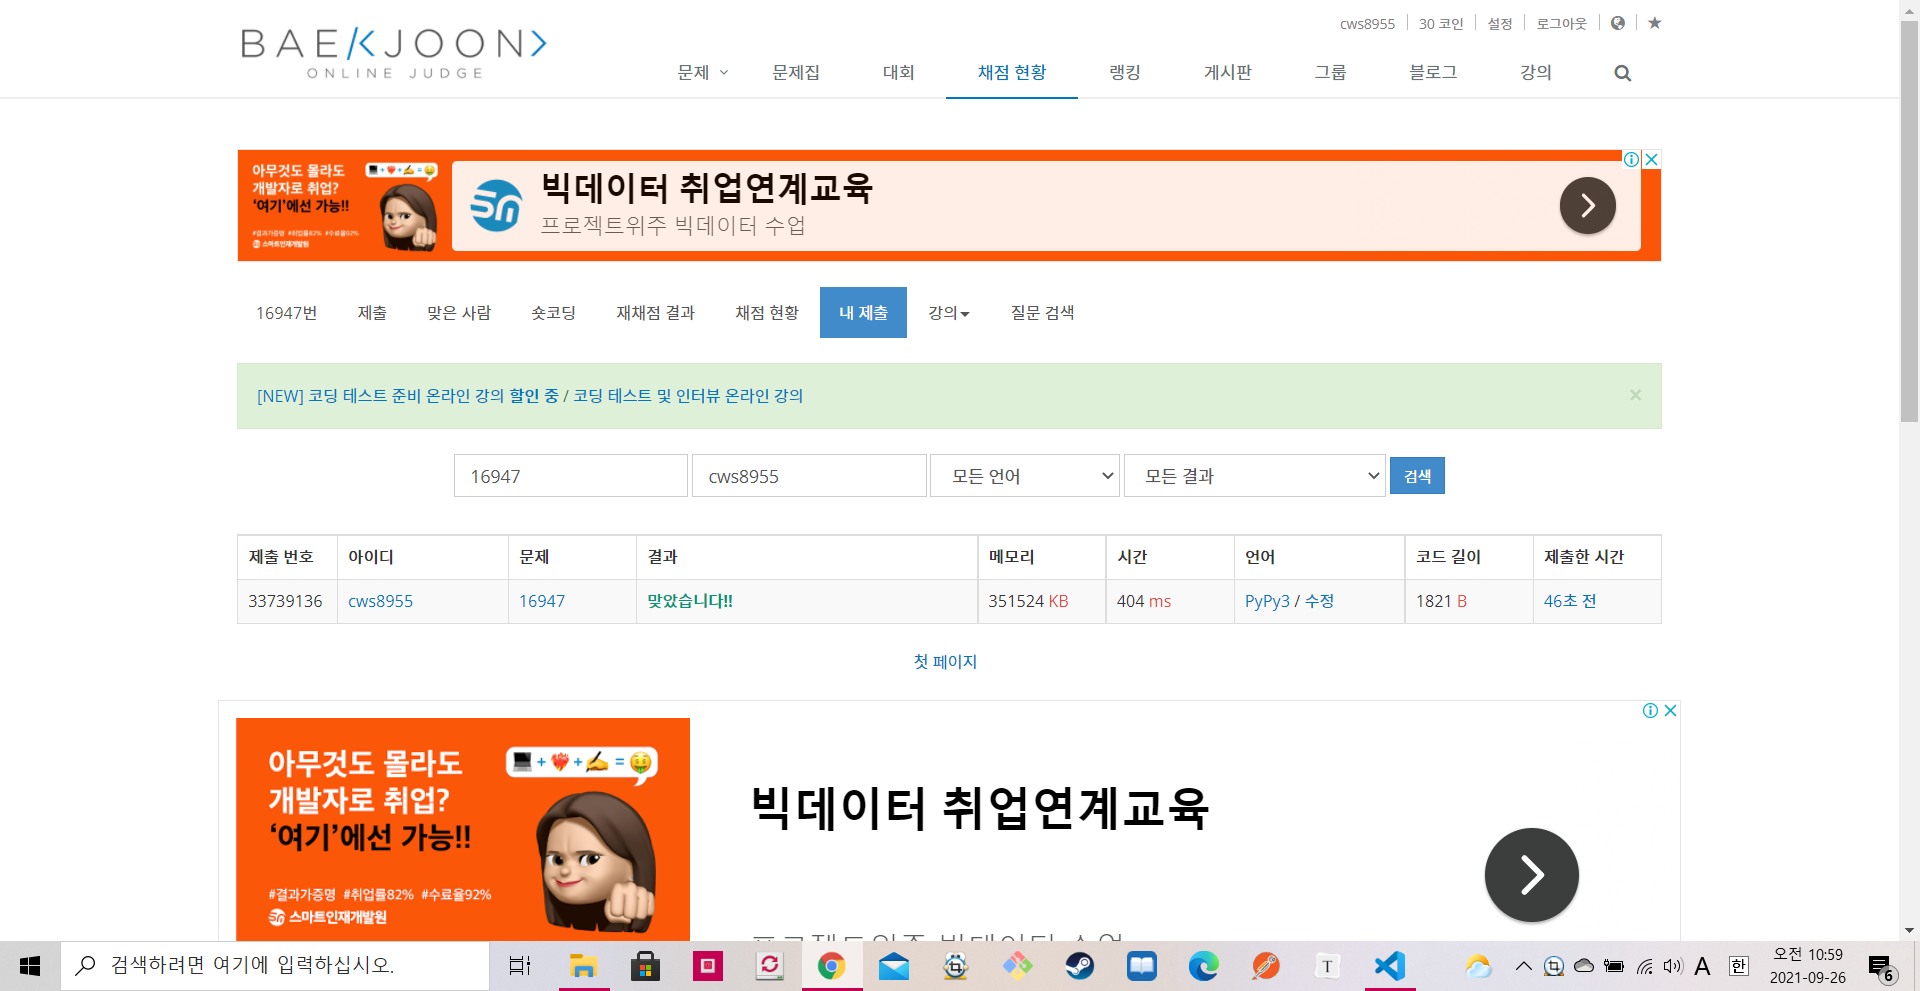 cws8955 30 코인 설정 로그아웃
BAEKJOON>
ONLINE JUDGE
문제 문제집 대회 채점 현황 랭킹 게시판 그룹 블로그 강의
아무것도 몰라도
개발자로 취업?
‘여기’에선 가능!!
#결과가증명 #취업률82% #수료율92%
스마트인재개발원
빅데이터 취업연계교육
프로젝트위주 빅데이터 수업
16947번 제출 맞은 사람 숏코딩 재채점 결과 채점 현황 내 제출 강의 질문 검색
[NEW] 코딩 테스트 준비 온라인 강의 할인 중 / 코딩 테스트 및 인터뷰 온라인 강의 ×
16947 cws8955 모든 언어 모든 결과 검색
제출 번호 아이디 문제 결과 메모리 시간 언어 코드 길이 제출한 시간
33739136 cws8955 16947 맞았습니다!! 351524 KB 404 ms PyPy3 / 수정 1821 B 46초 전
첫 페이지
아무것도 몰라도
개발자로 취업?
‘여기’에선 가능!!
#결과가증명 #취업률82% #수료율92%
스마트인재개발원
빅데이터 취업연계교육
프로젝트위주 빅데이터 수업
검색하려면 여기에 입력하십시오.
T
A 한
오전 10:59
2021-09-26
6